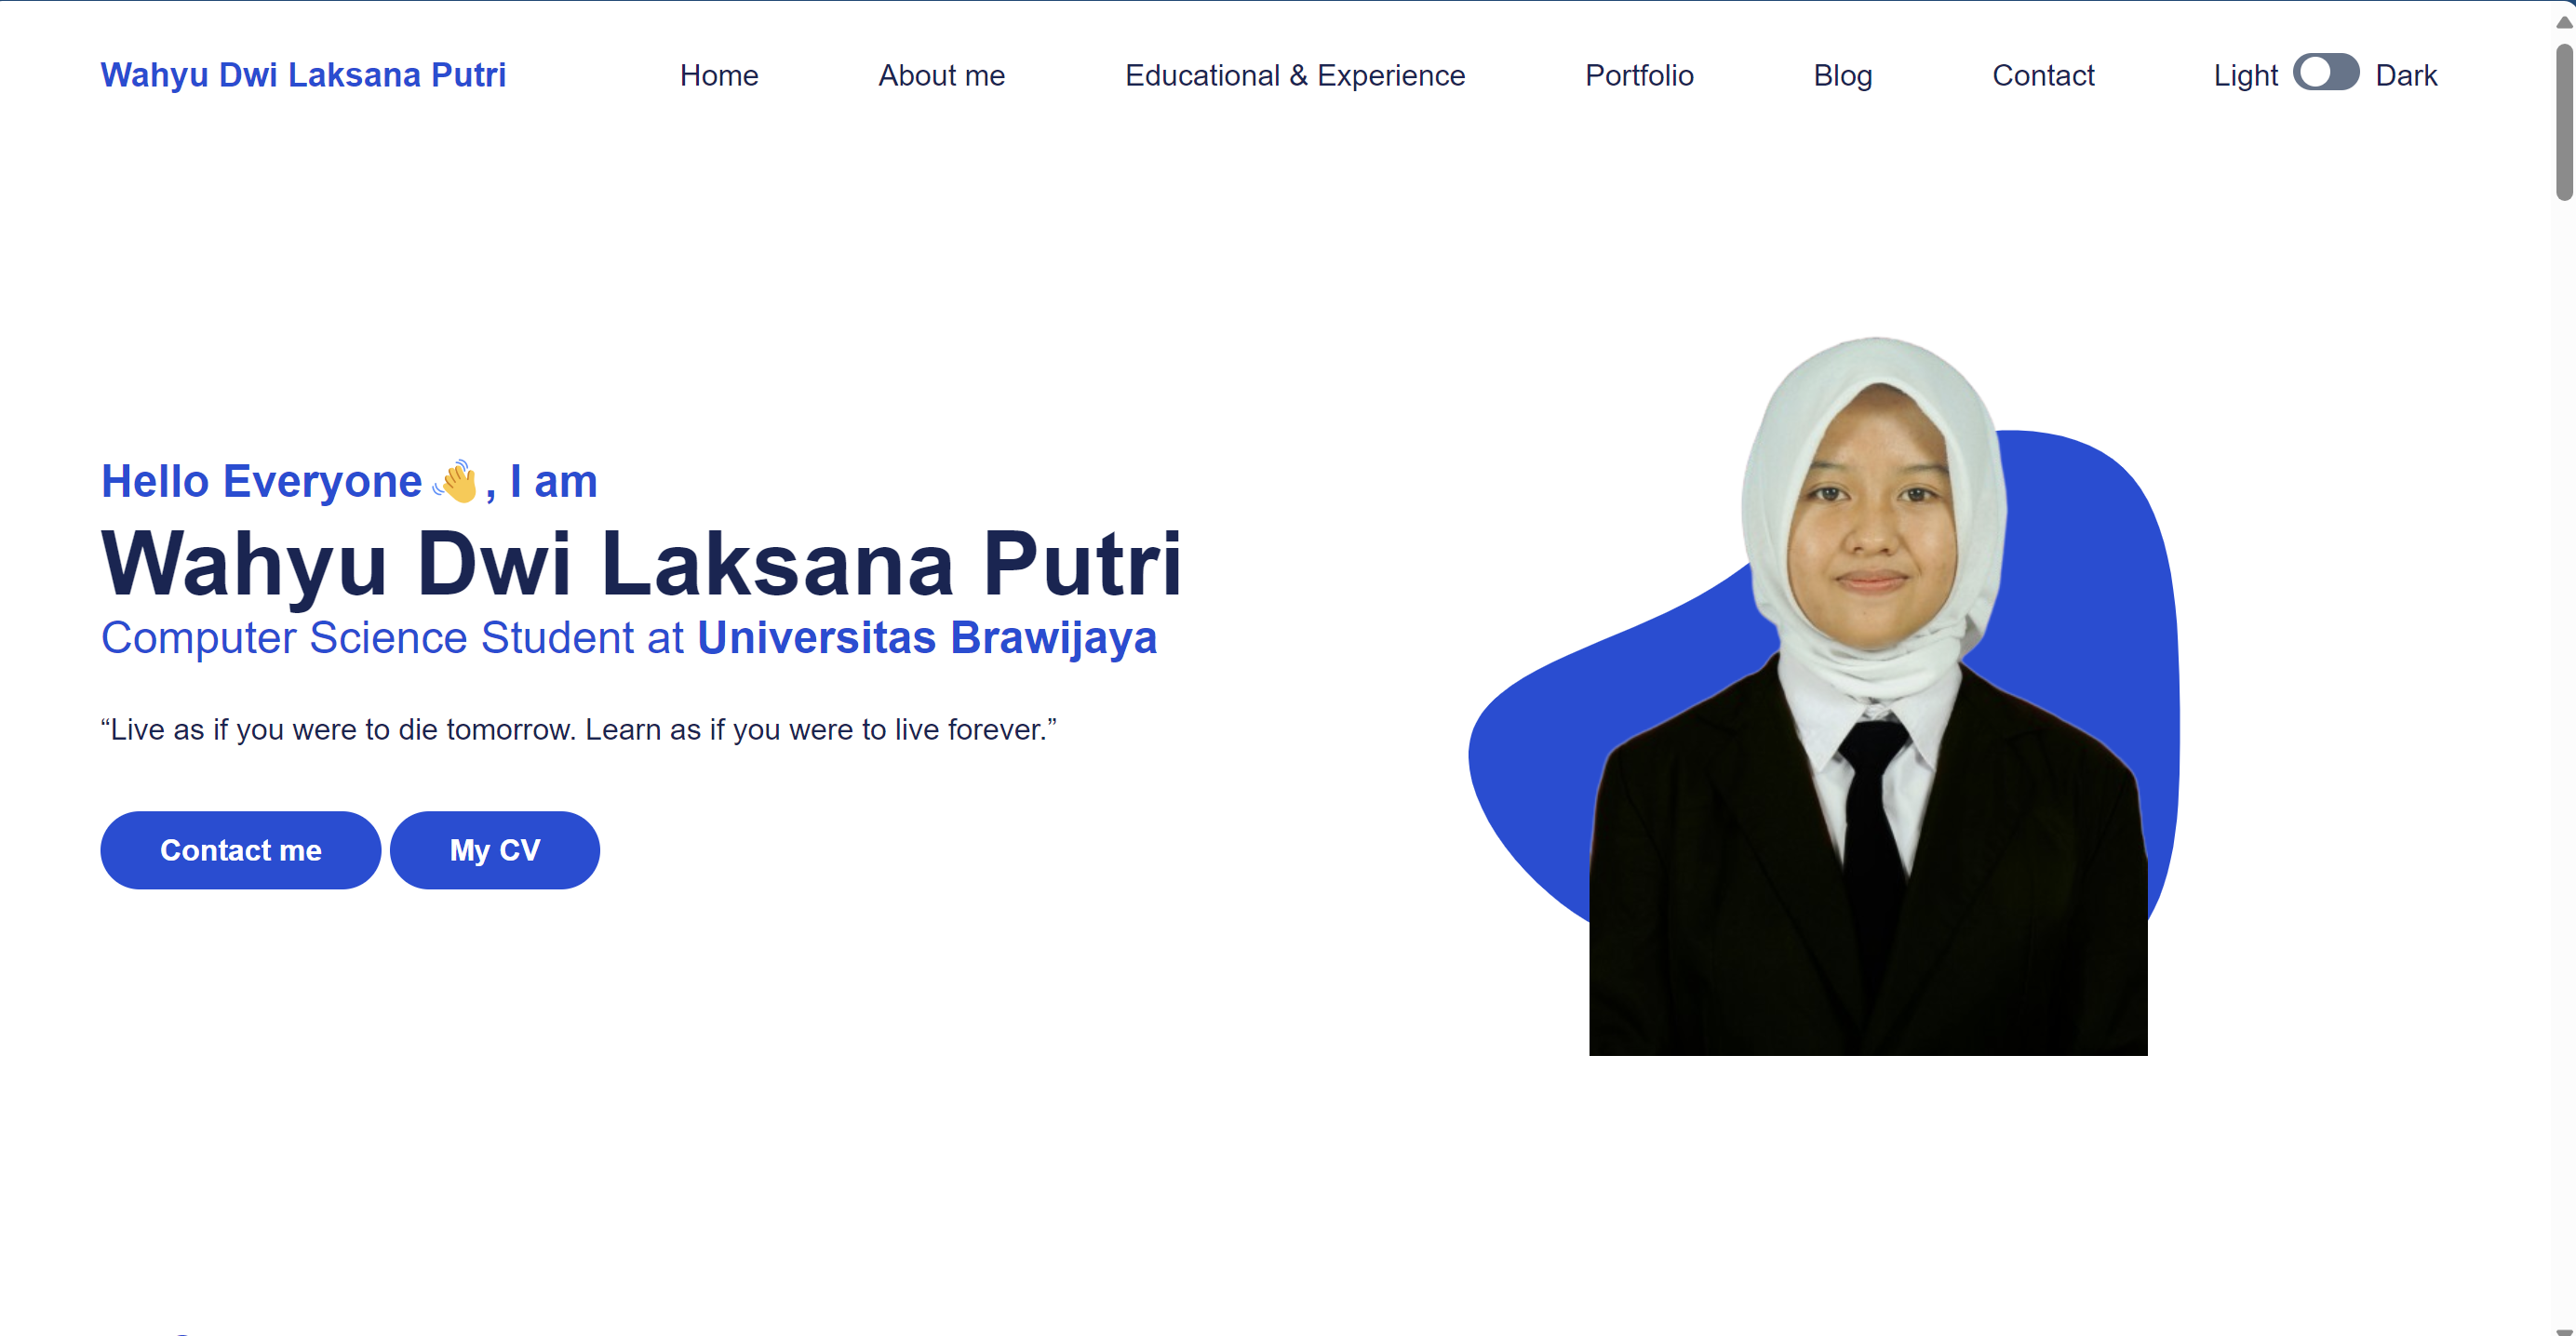 Wahyu Dwi Laksana Putri
Home
About me
Educational & Experience
Portfolio
Blog
Contact
Light
Dark
Hello Everyone 👋, I am
Wahyu Dwi Laksana Putri
Computer Science Student at Universitas Brawijaya
“Live as if you were to die tomorrow. Learn as if you were to live forever.”
Contact me
My CV